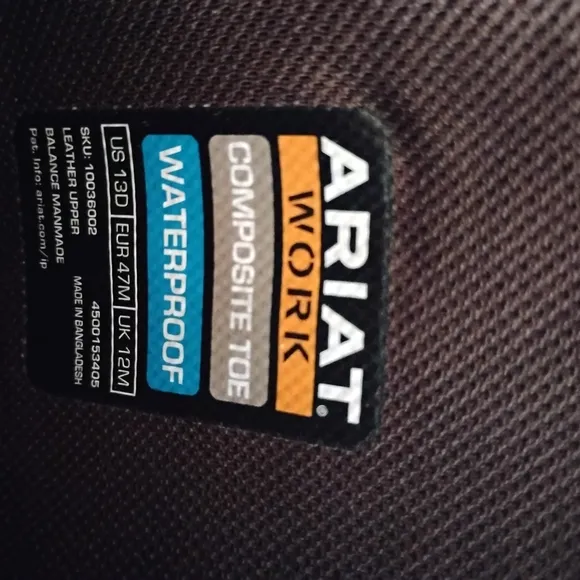 ARIAT®
WORK
COMPOSITE TOE
WATERPROOF
US 13D EUR 47M UK 12M
SKU: 10036002 4500153405
LEATHER UPPER MADE IN BANGLADESH
BALANCE MANMADE
Pat. Info: ariat.com/ip